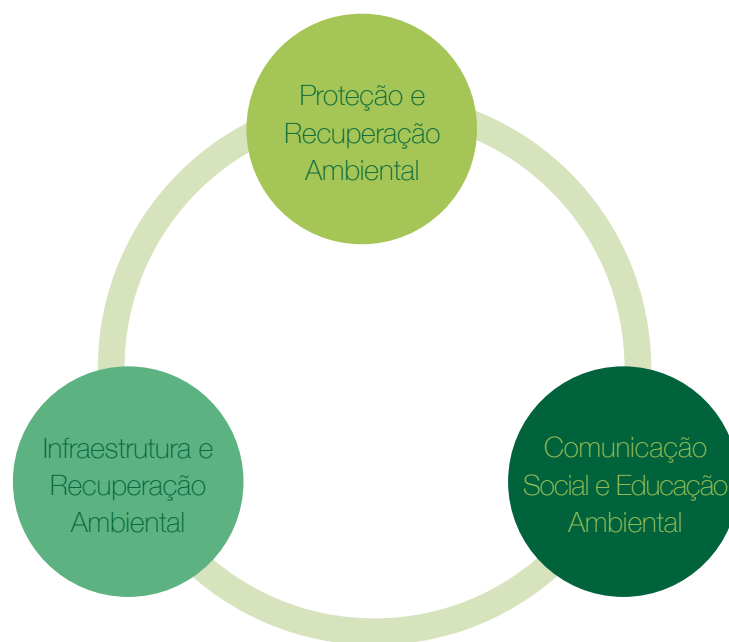 Proteção e
Recuperação
Ambiental
Infraestrutura e
Recuperação
Ambiental
Comunicação
Social e Educação
Ambiental